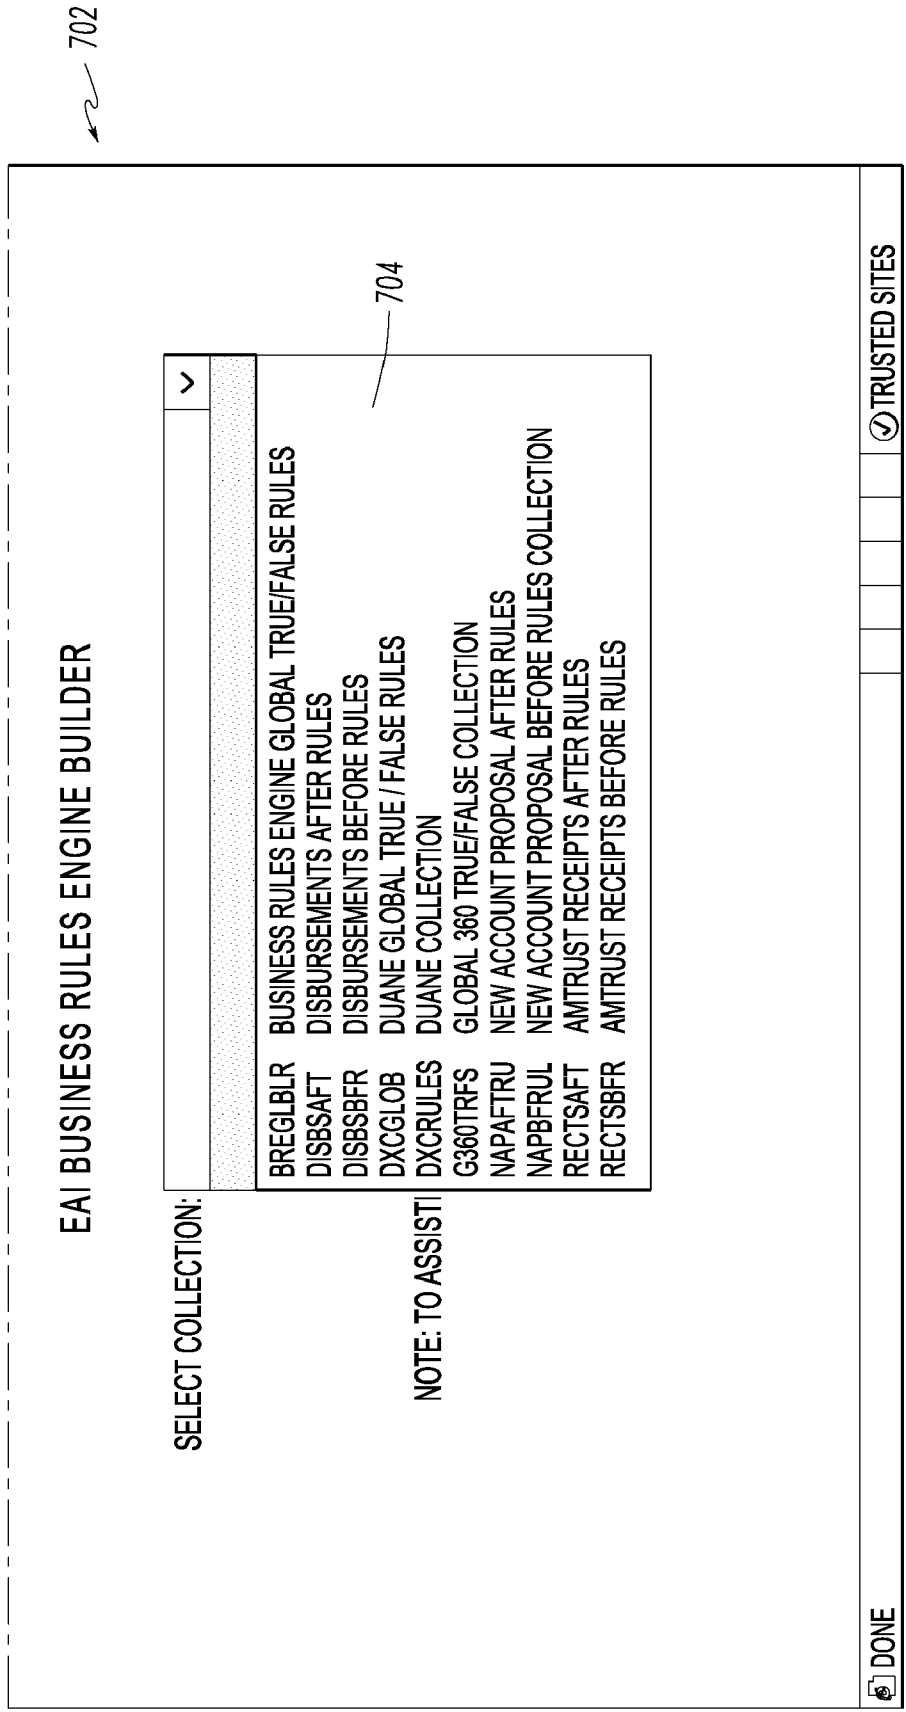 702
EAI BUSINESS RULES ENGINE BUILDER
SELECT COLLECTION:
704
BREGLBLR BUSINESS RULES ENGINE GLOBAL TRUE/FALSE RULES
DISBSAFT DISBURSEMENTS AFTER RULES
DISBSBFR DISBURSEMENTS BEFORE RULES
DXCGLOB DUANE GLOBAL TRUE / FALSE RULES
NOTE: TO ASSISTI DXCRULES DUANE COLLECTION
G360TRFS GLOBAL 360 TRUE/FALSE COLLECTION
NAPAFTRU NEW ACCOUNT PROPOSAL AFTER RULES
NAPBFRUL NEW ACCOUNT PROPOSAL BEFORE RULES COLLECTION
RECTSAFT AMTRUST RECEIPTS AFTER RULES
RECTSBFR AMTRUST RECEIPTS BEFORE RULES
DONE TRUSTED SITES